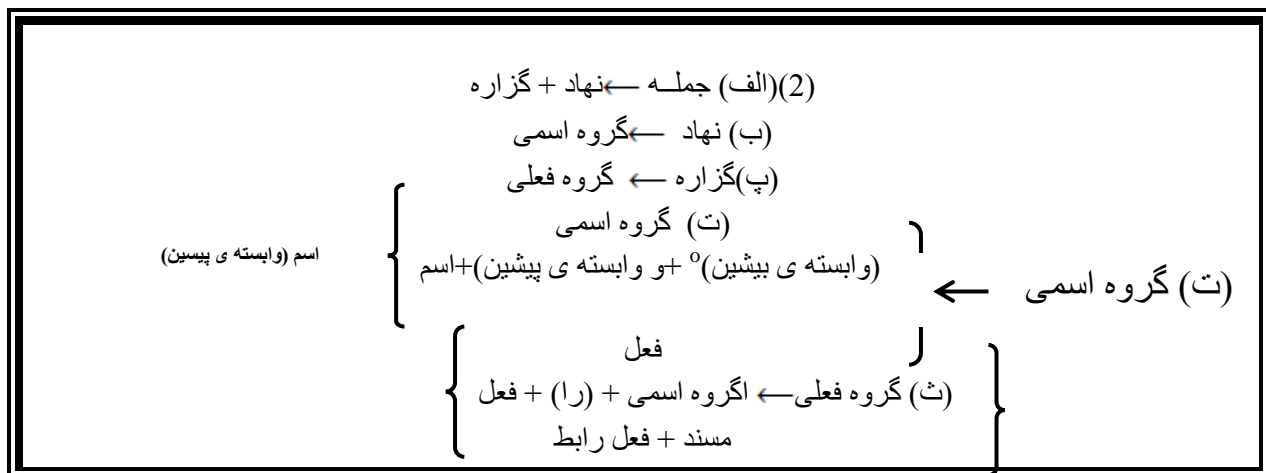 (2)(الف) جملــه ←نهاد + گزاره
(ب) نهاد ←گروه اسمی
(پ)گزاره ← گروه فعلی
(ت) گروه اسمی
(وابسته ی بیشین)º +و وابسته ی پیشین)+اسم
اسم (وابسته ی پیسین)
(ت) گروه اسمی ←
فعل
(ث) گروه فعلی← اگروه اسمی + (را) + فعل
مسند + فعل رابط